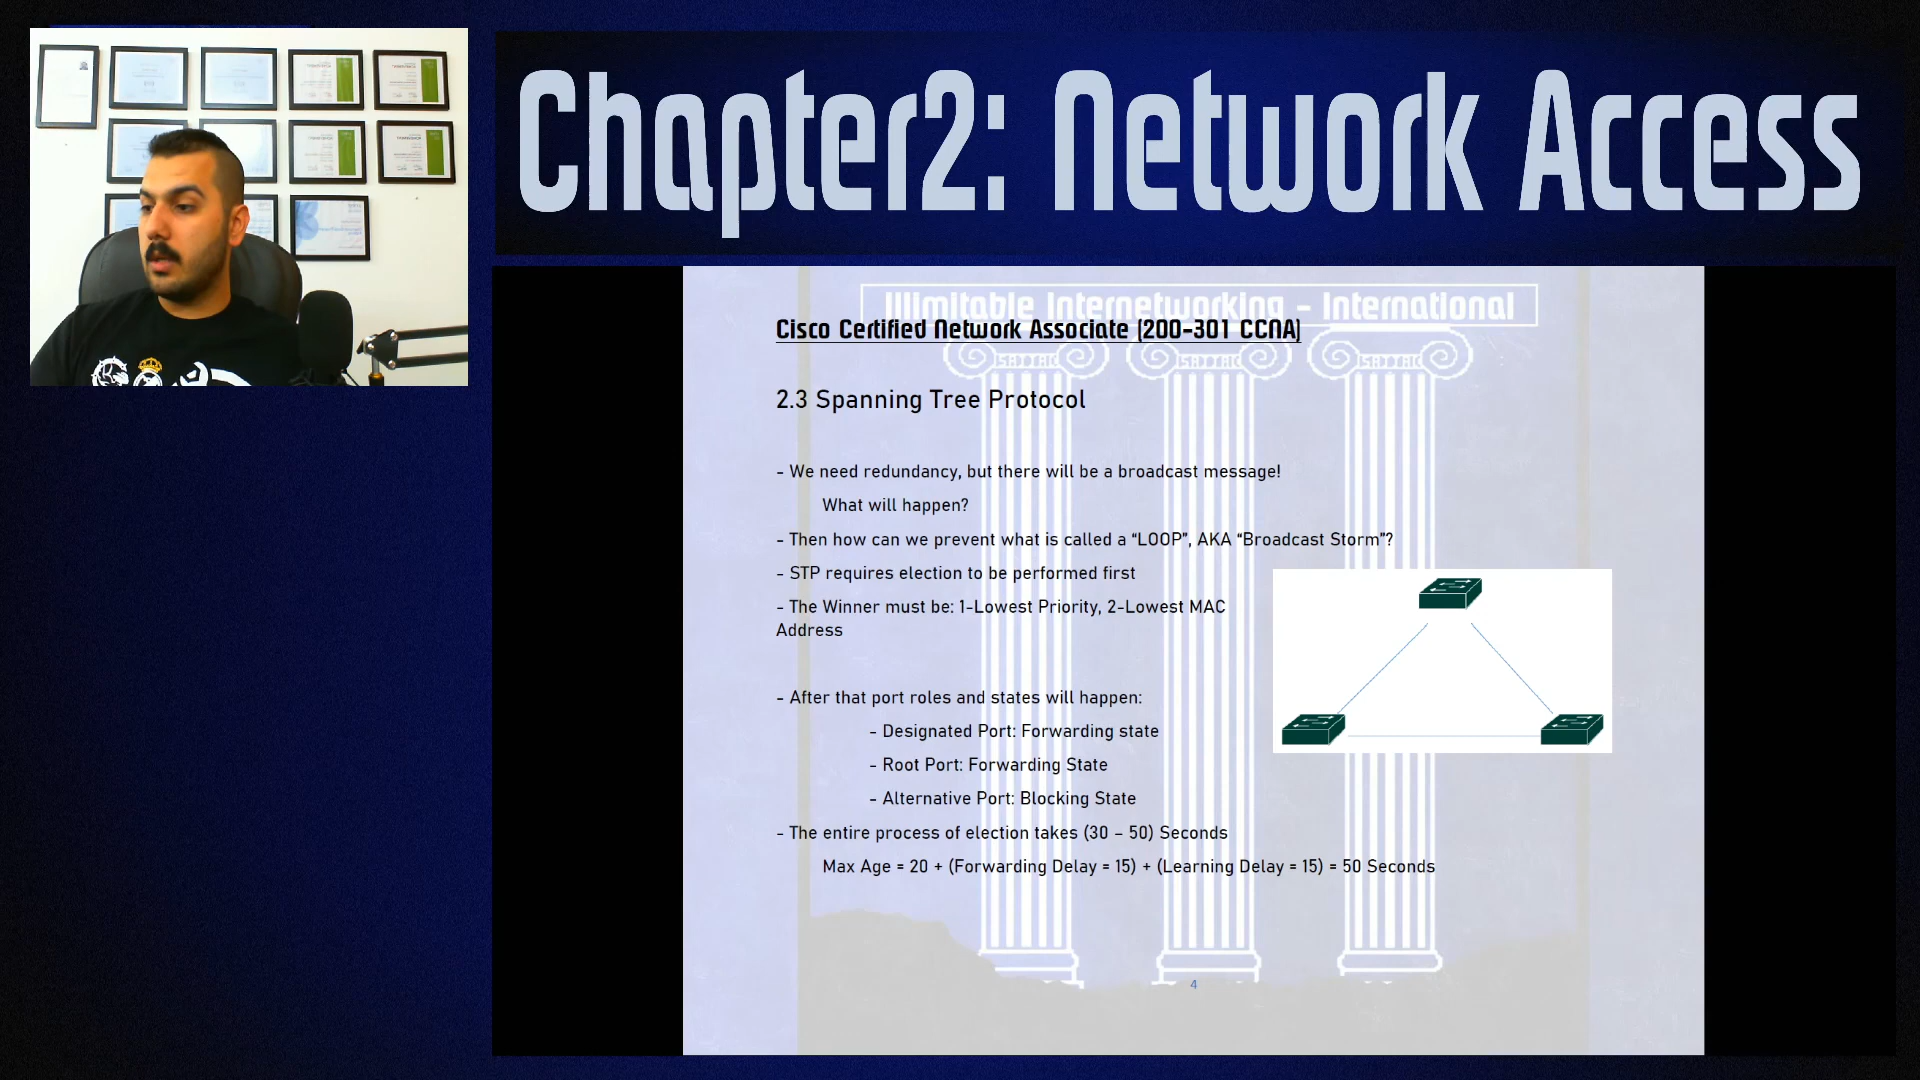 Chapter2: Network Access
Illimitable Internetworking - International
Cisco Certified Network Associate (200-301 CCNA)
2.3 Spanning Tree Protocol
- We need redundancy, but there will be a broadcast message!
What will happen?
- Then how can we prevent what is called a “LOOP”, AKA “Broadcast Storm”?
- STP requires election to be performed first
- The Winner must be: 1-Lowest Priority, 2-Lowest MAC
Address
- After that port roles and states will happen:
- Designated Port: Forwarding state
- Root Port: Forwarding State
- Alternative Port: Blocking State
- The entire process of election takes (30 – 50) Seconds
Max Age = 20 + (Forwarding Delay = 15) + (Learning Delay = 15) = 50 Seconds
4